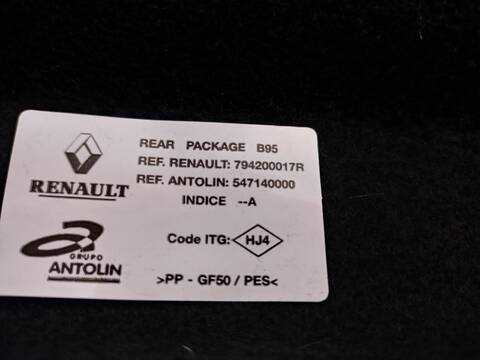 RENAULT
REAR PACKAGE B95
REF. RENAULT: 794200017R
REF. ANTOLIN: 547140000
INDICE --A
GRUPO
ANTOLIN
Code ITG: HJ4
>PP - GF50 / PES<